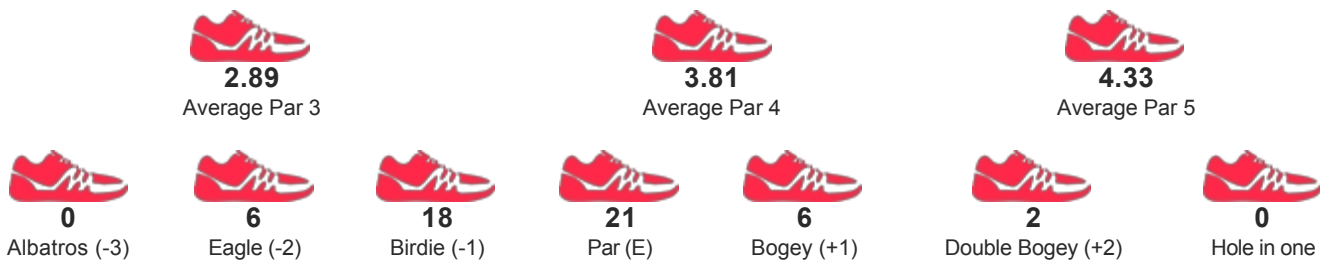 2.89
Average Par 3
3.81
Average Par 4
4.33
Average Par 5
0
Albatros (-3)
6
Eagle (-2)
18
Birdie (-1)
21
Par (E)
6
Bogey (+1)
2
Double Bogey (+2)
0
Hole in one